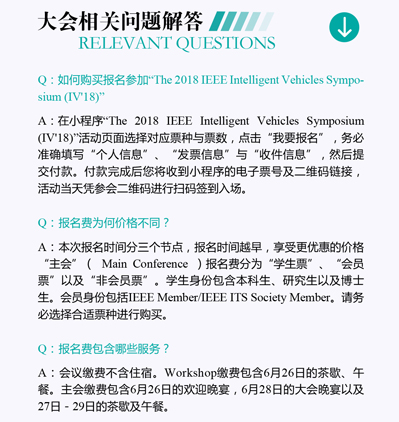 大会相关问题解答
RELEVANT QUESTIONS
Q：如何购买报名参加“The 2018 IEEE Intelligent Vehicles Sympo-
sium (IV'18)”
A：在小程序“The 2018 IEEE Intelligent Vehicles Symposium
(IV'18)”活动页面选择对应票种与票数，点击“我要报名”，务必
准确填写“个人信息”、“发票信息”与“收件信息”，然后提
交付款。付款完成后您将收到小程序的电子票号及二维码链接，
活动当天凭参会二维码进行扫码签到入场。
Q：报名费为何价格不同？
A：本次报名时间分三个节点，报名时间越早，享受更优惠的价格
“主会”（ Main Conference ）报名费分为“学生票”、“会员
票”以及“非会员票”。学生身份包含本科生、研究生以及博士
生。会员身份包括IEEE Member/IEEE ITS Society Member。请务
必选择合适票种进行购买。
Q：报名费包含哪些服务？
A：会议缴费不含住宿。Workshop缴费包含6月26日的茶歇、午
餐。主会缴费包含6月26日的欢迎晚宴，6月28日的大会晚宴以及
27日 - 29日的茶歇及午餐。